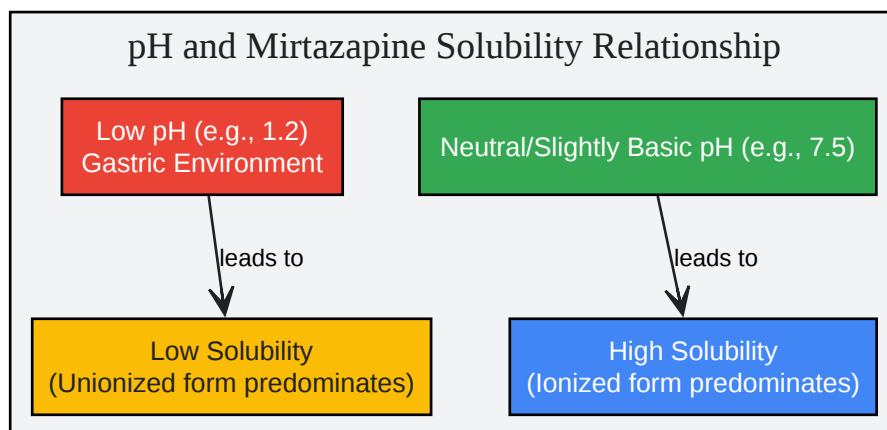 pH and Mirtazapine Solubility Relationship
Low pH (e.g., 1.2)
Gastric Environment
Neutral/Slightly Basic pH (e.g., 7.5)
leads to
leads to
Low Solubility
(Unionized form predominates)
High Solubility
(Ionized form predominates)